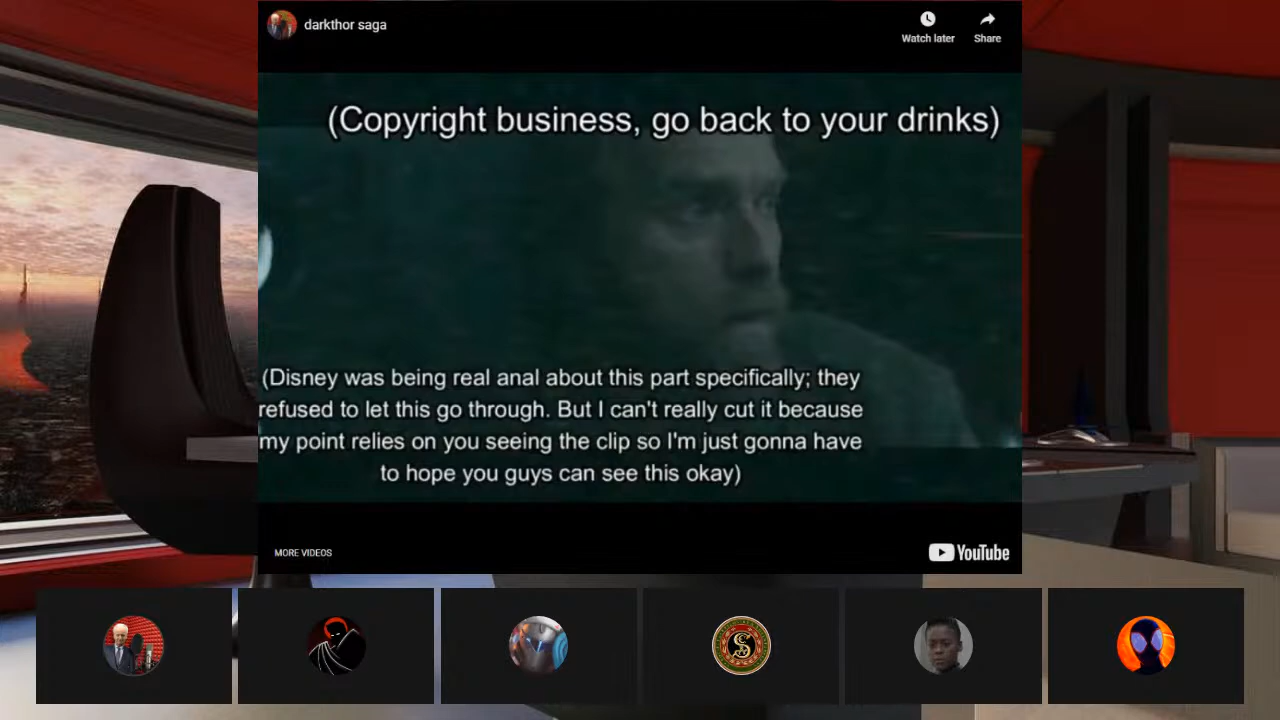 darkthor saga
Watch later
Share
(Copyright business, go back to your drinks)
(Disney was being real anal about this part specifically; they
refused to let this go through. But I can't really cut it because
my point relies on you seeing the clip so I'm just gonna have
to hope you guys can see this okay)
MORE VIDEOS
YouTube